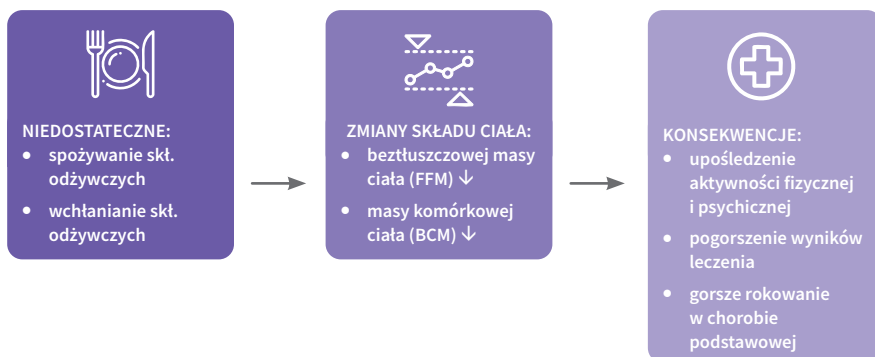 NIEDOSTATECZNE:
• spożywanie skł.
odżywczych
• wchłanianie skł.
odżywczych
ZMIANY SKŁADU CIAŁA:
• beztłuszczowej masy
ciała (FFM) ↓
• masy komórkowej
ciała (BCM) ↓
KONSEKWENCJE:
• upośledzenie
aktywności fizycznej
i psychicznej
• pogorszenie wyników
leczenia
• gorsze rokowanie
w chorobie
podstawowej